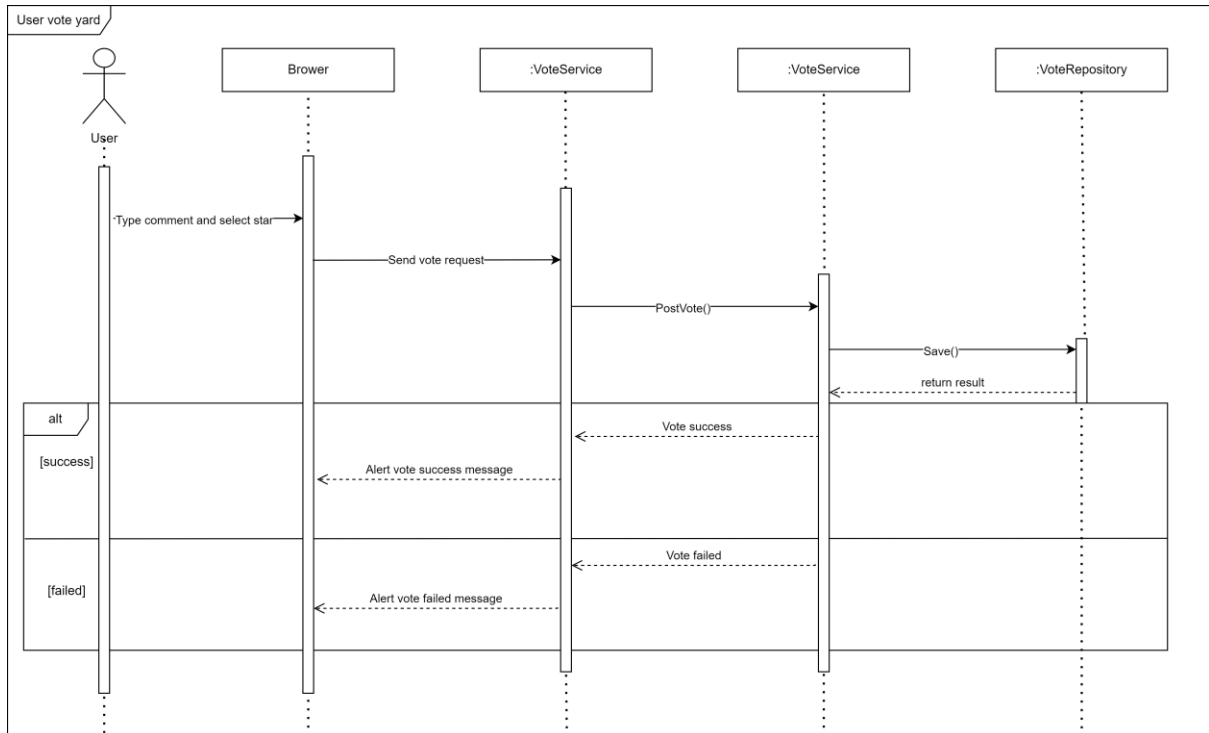 User vote yard
Brower
:VoteService
:VoteService
:VoteRepository
User
Type comment and select star
Send vote request
PostVote()
Save()
return result
alt
Vote success
[success]
Alert vote success message
Vote failed
[failed]
Alert vote failed message